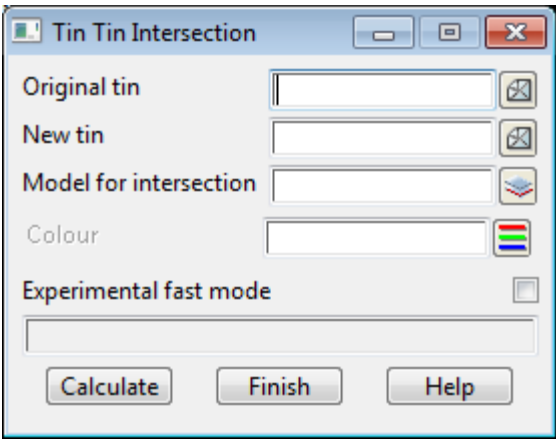 Tin Tin Intersection
Original tin
New tin
Model for intersection
Colour
Experimental fast mode
Calculate Finish Help